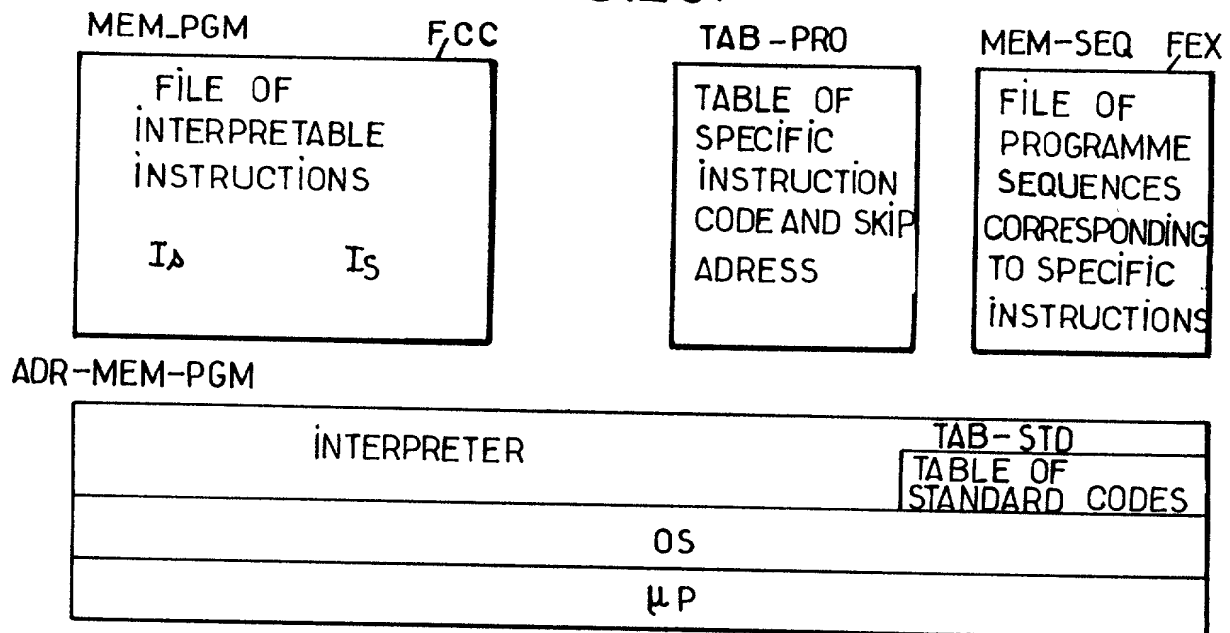 MEM_PGM
F,CC
FILE OF
INTERPRETABLE
INSTRUCTIONS
Is
IS
TAB-PRO
TABLE OF
SPECIFIC
INSTRUCTION
CODE AND SKIP
ADRESS
MEM-SEQ FEX
FILE OF
PROGRAMME
SEQUENCES
CORRESPONDING
TO SPECIFIC
INSTRUCTIONS
ADR-MEM-PGM
INTERPRETER
TAB-STD
TABLE OF
STANDARD CODES
OS
μP